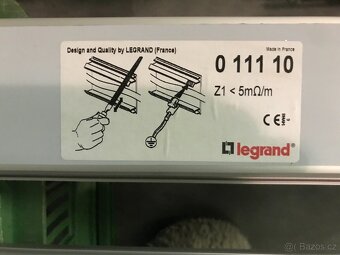 Design and Quality by LEGRAND (France)
Made in France
0 111 10
Z1 < 5mΩ/m
CE
legrand
©bazos.cz